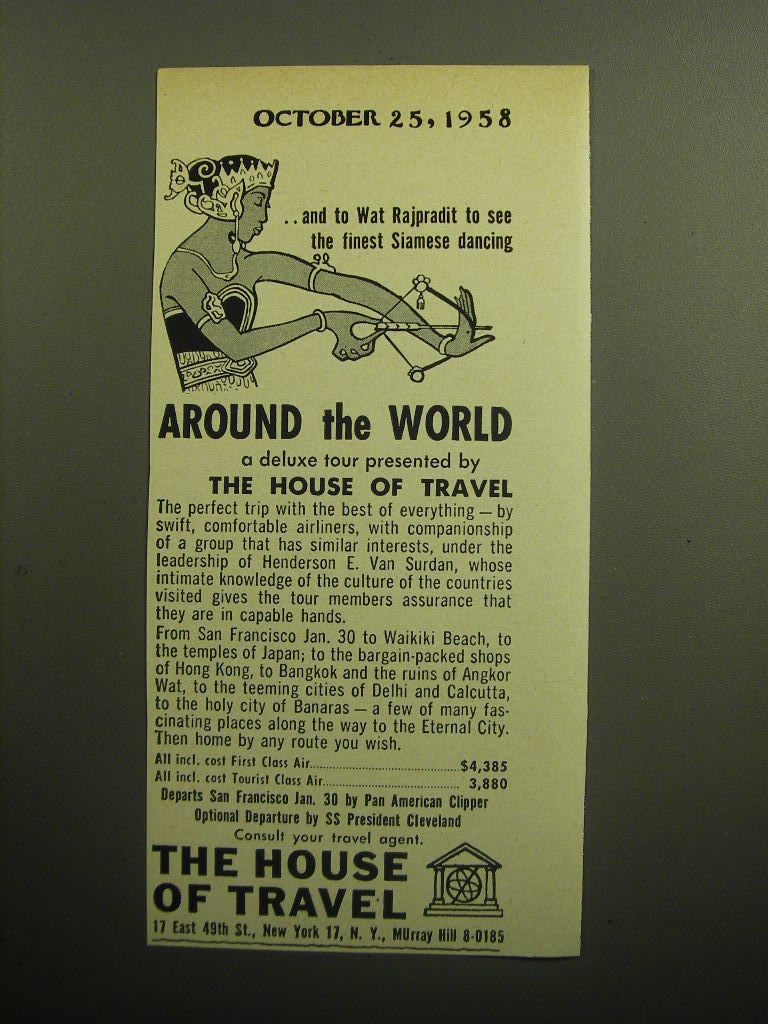 OCTOBER 25, 1958
. . and to Wat Rajpradit to see
the finest Siamese dancing
AROUND the WORLD
a deluxe tour presented by
THE HOUSE OF TRAVEL
The perfect trip with the best of everything — by
swift, comfortable airliners, with companionship
of a group that has similar interests, under the
leadership of Henderson E. Van Surdan, whose
intimate knowledge of the culture of the countries
visited gives the tour members assurance that
they are in capable hands.
From San Francisco Jan. 30 to Waikiki Beach, to
the temples of Japan; to the bargain-packed shops
of Hong Kong, to Bangkok and the ruins of Angkor
Wat, to the teeming cities of Delhi and Calcutta,
to the holy city of Banaras — a few of many fas-
cinating places along the way to the Eternal City.
Then home by any route you wish.
All incl. cost First Class Air..............................$4,385
All incl. cost Tourist Class Air............................ 3,880
Departs San Francisco Jan. 30 by Pan American Clipper
Optional Departure by SS President Cleveland
Consult your travel agent.
THE HOUSE
OF TRAVEL
17 East 49th St., New York 17, N. Y., MUrray Hill 8-0185